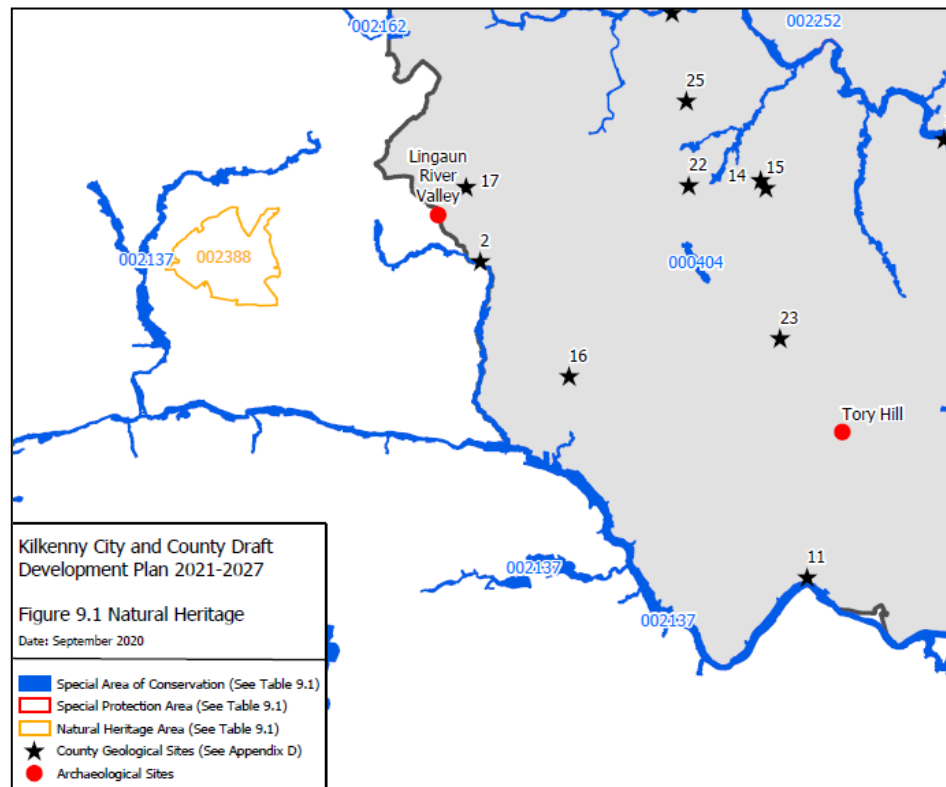 002162
002252
25
Lingaun
River
Valley
17
22
14
15
002137
002388
2
000404
23
16
Tory Hill
11
002137
002137
Kilkenny City and County Draft
Development Plan 2021-2027
Figure 9.1 Natural Heritage
Date: September 2020
Special Area of Conservation (See Table 9.1)
Special Protection Area (See Table 9.1)
Natural Heritage Area (See Table 9.1)
County Geological Sites (See Appendix D)
Archaeological Sites